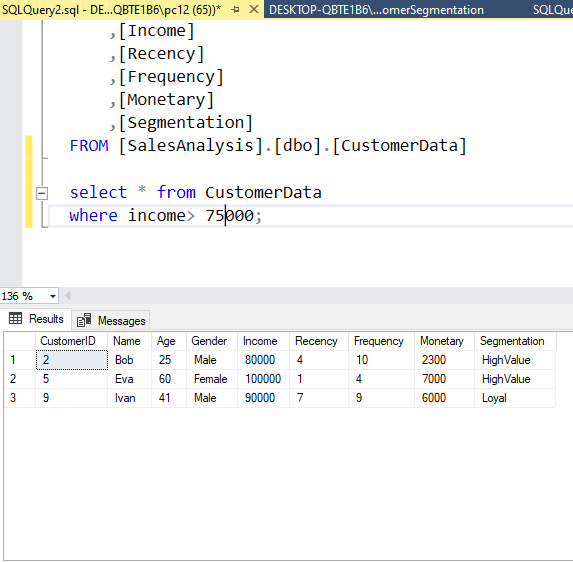 SQLQuery2.sql - DE...QBTE1B6\pc12 (65))* DESKTOP-QBTE1B6\...omerSegmentation SQLQue
,[Income]
,[Recency]
,[Frequency]
,[Monetary]
,[Segmentation]
FROM [SalesAnalysis].[dbo].[CustomerData]
select * from CustomerData
where income> 75000;
136 %
Results Messages
CustomerID Name Age Gender Income Recency Frequency Monetary Segmentation
1 2 Bob 25 Male 80000 4 10 2300 HighValue
2 5 Eva 60 Female 100000 1 4 7000 HighValue
3 9 Ivan 41 Male 90000 7 9 6000 Loyal